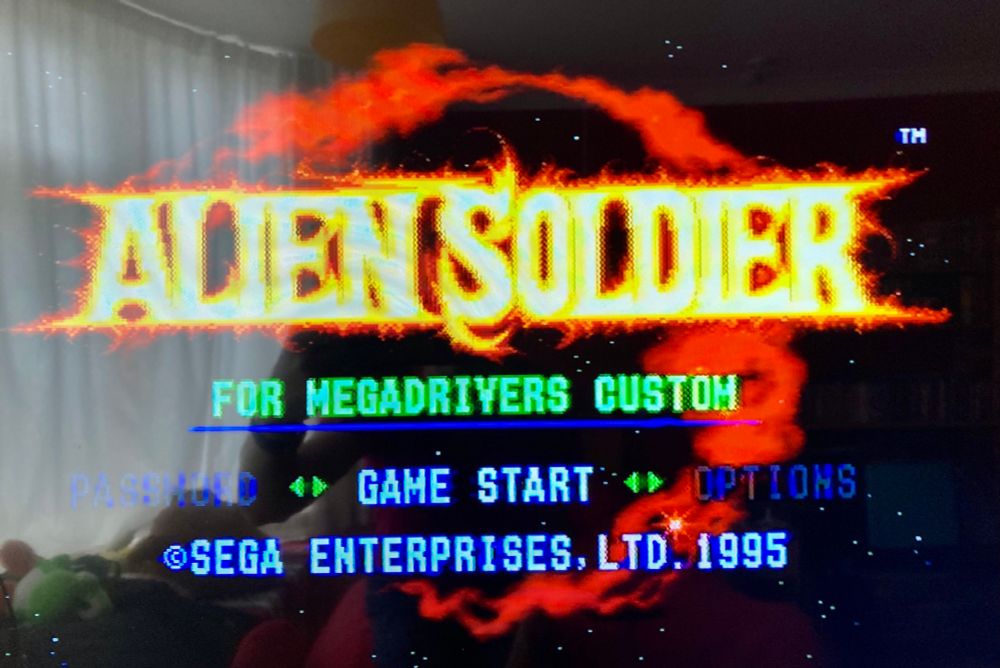 TM
ALIEN SOLDIER
FOR MEGADRIVERS CUSTOM
PASSWORD GAME START OPTIONS
©SEGA ENTERPRISES, LTD. 1995